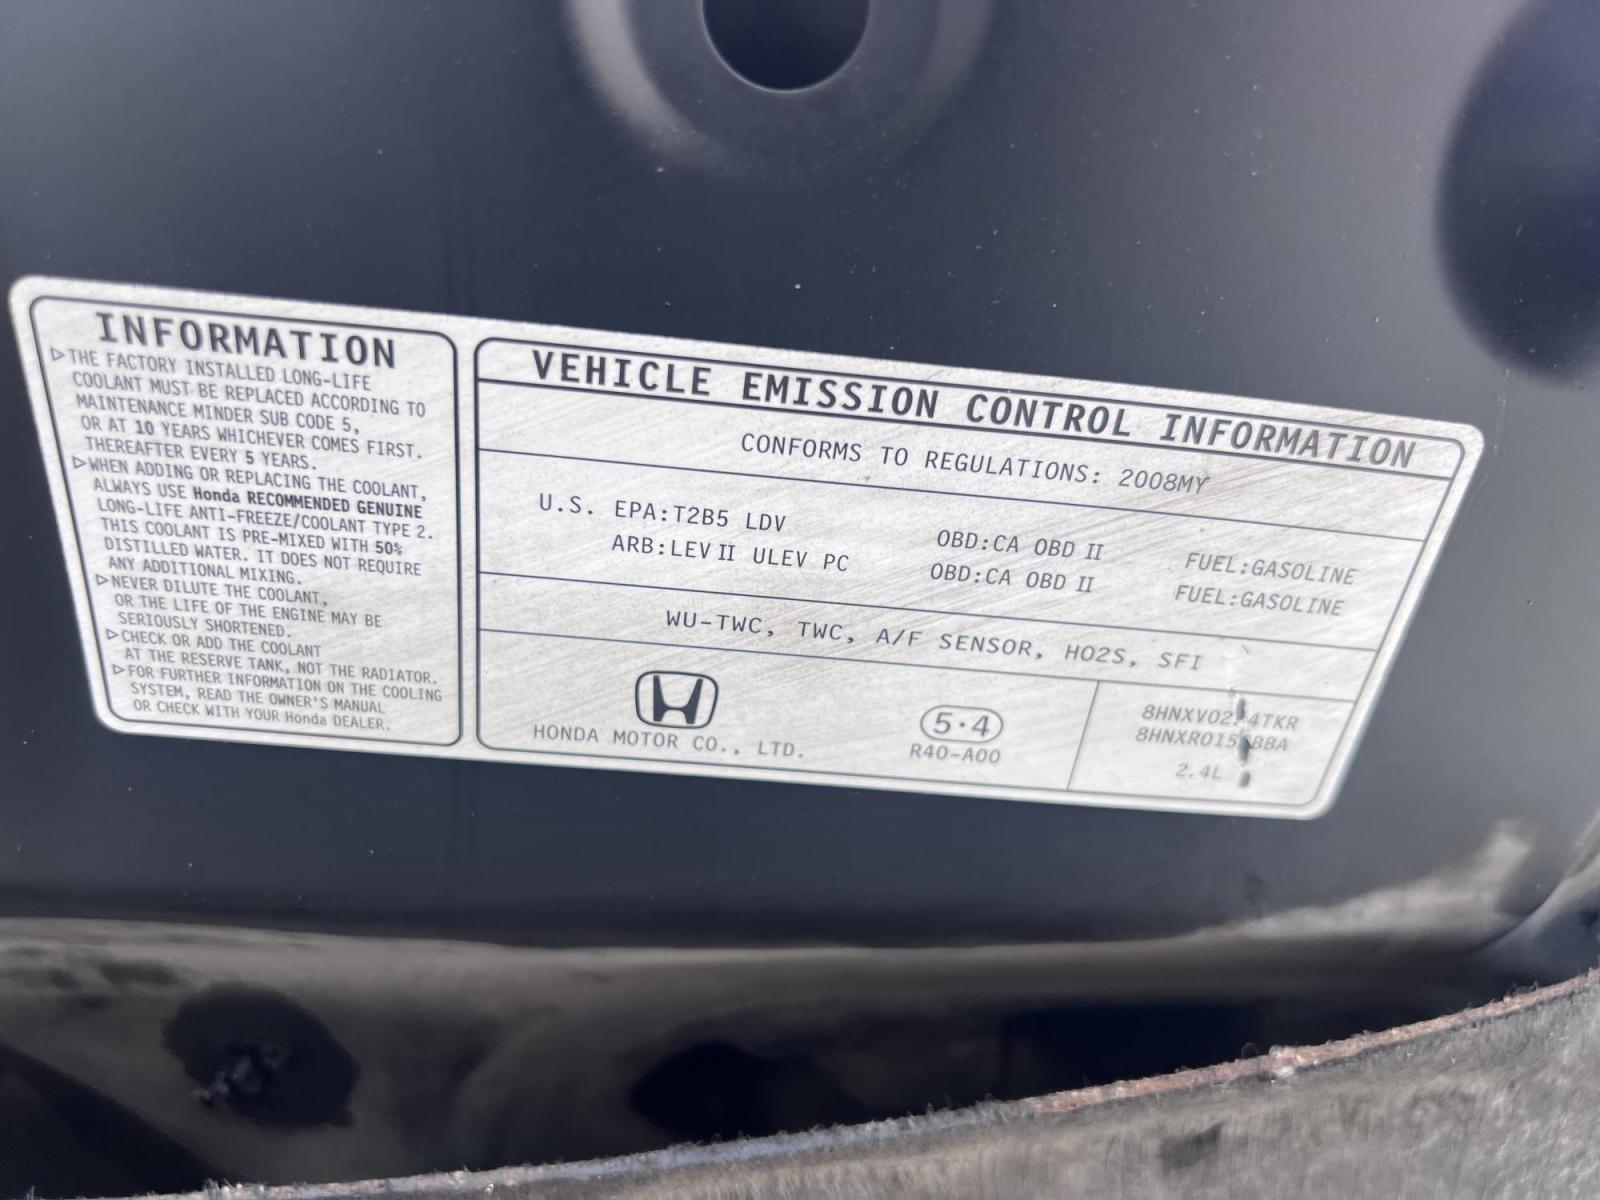 INFORMATION
▷THE FACTORY INSTALLED LONG-LIFE
COOLANT MUST BE REPLACED ACCORDING TO
MAINTENANCE MINDER SUB CODE 5,
OR AT 10 YEARS WHICHEVER COMES FIRST.
THEREAFTER EVERY 5 YEARS.
▷WHEN ADDING OR REPLACING THE COOLANT,
ALWAYS USE Honda RECOMMENDED GENUINE
LONG-LIFE ANTI-FREEZE/COOLANT TYPE 2.
THIS COOLANT IS PRE-MIXED WITH 50%
DISTILLED WATER. IT DOES NOT REQUIRE
ANY ADDITIONAL MIXING.
▷NEVER DILUTE THE COOLANT,
OR THE LIFE OF THE ENGINE MAY BE
SERIOUSLY SHORTENED.
▷CHECK OR ADD THE COOLANT
AT THE RESERVE TANK, NOT THE RADIATOR.
▷FOR FURTHER INFORMATION ON THE COOLING
SYSTEM, READ THE OWNER'S MANUAL
OR CHECK WITH YOUR Honda DEALER.
VEHICLE EMISSION CONTROL INFORMATION
CONFORMS TO REGULATIONS: 2008MY
U.S. EPA:T2B5 LDV OBD:CA OBD II FUEL:GASOLINE
ARB:LEV II ULEV PC OBD:CA OBD II FUEL:GASOLINE
WU-TWC, TWC, A/F SENSOR, HO2S, SFI
HONDA MOTOR CO., LTD.
5·4
R40-A00
2.4L